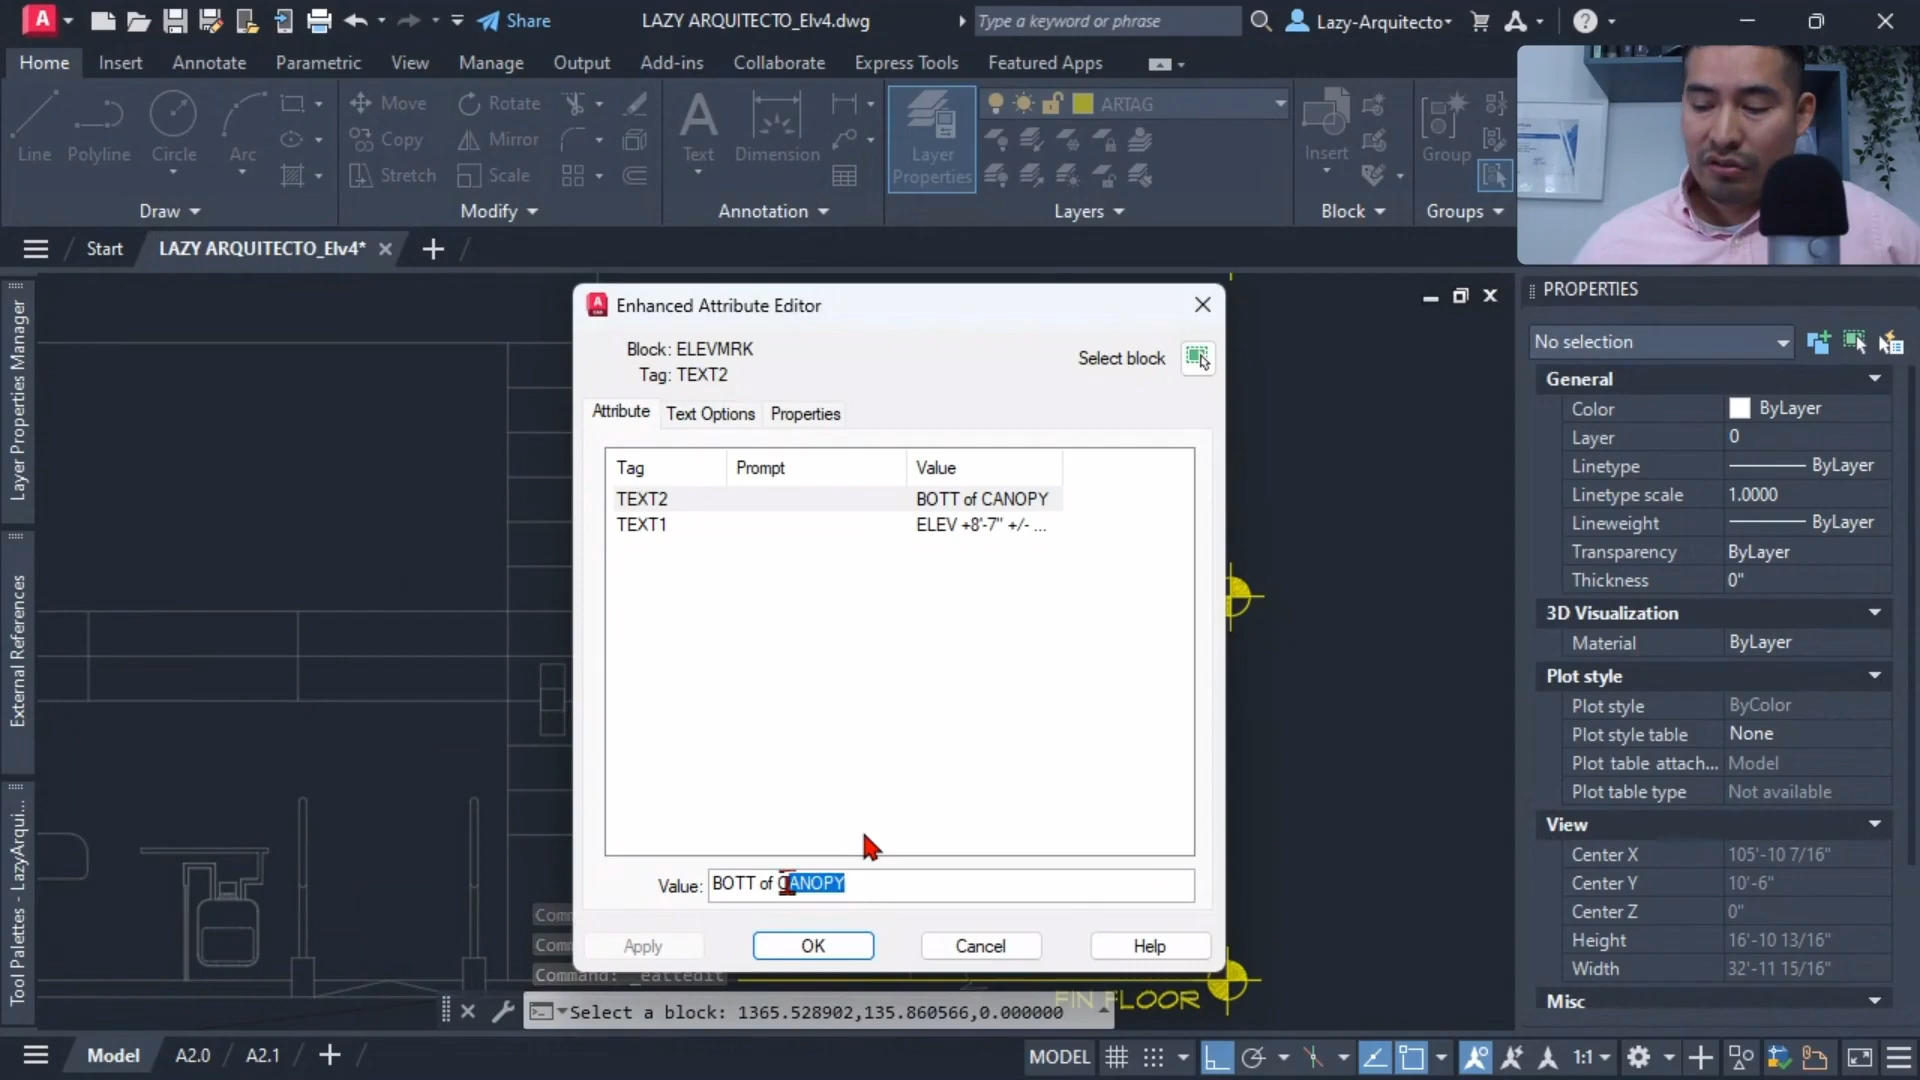 Share
LAZY ARQUITECTO_Elv4.dwg
Type a keyword or phrase
Lazy-Arquitecto
Home
Insert
Annotate
Parametric
View
Manage
Output
Add-ins
Collaborate
Express Tools
Featured Apps
Line
Polyline
Circle
Arc
Move
Copy
Stretch
Rotate
Mirror
Scale
Text
Dimension
Layer
Properties
ARTAG
Insert
Group
Draw
Modify
Annotation
Layers
Block
Groups
Start
LAZY ARQUITECTO_Elv4*
Layer Properties Manager
External References
Tool Palettes - LazyArqui...
Enhanced Attribute Editor
Block: ELEVMRK
Tag: TEXT2
Select block
Attribute
Text Options
Properties
Tag Prompt Value
TEXT2 BOTT of CANOPY
TEXT1 ELEV +8'-7" +/- ...
Value: BOTT of CANOPY
Apply
OK
Cancel
Help
Command: _eattedit
FIN FLOOR
Select a block: 1365.528902,135.860566,0.000000
PROPERTIES
No selection
General
Color ByLayer
Layer 0
Linetype ByLayer
Linetype scale 1.0000
Lineweight ByLayer
Transparency ByLayer
Thickness 0"
3D Visualization
Material ByLayer
Plot style
Plot style ByColor
Plot style table None
Plot table attach... Model
Plot table type Not available
View
Center X 105'-10 7/16"
Center Y 10'-6"
Center Z 0"
Height 16'-10 13/16"
Width 32'-11 15/16"
Misc
Model
A2.0
A2.1
MODEL
1:1